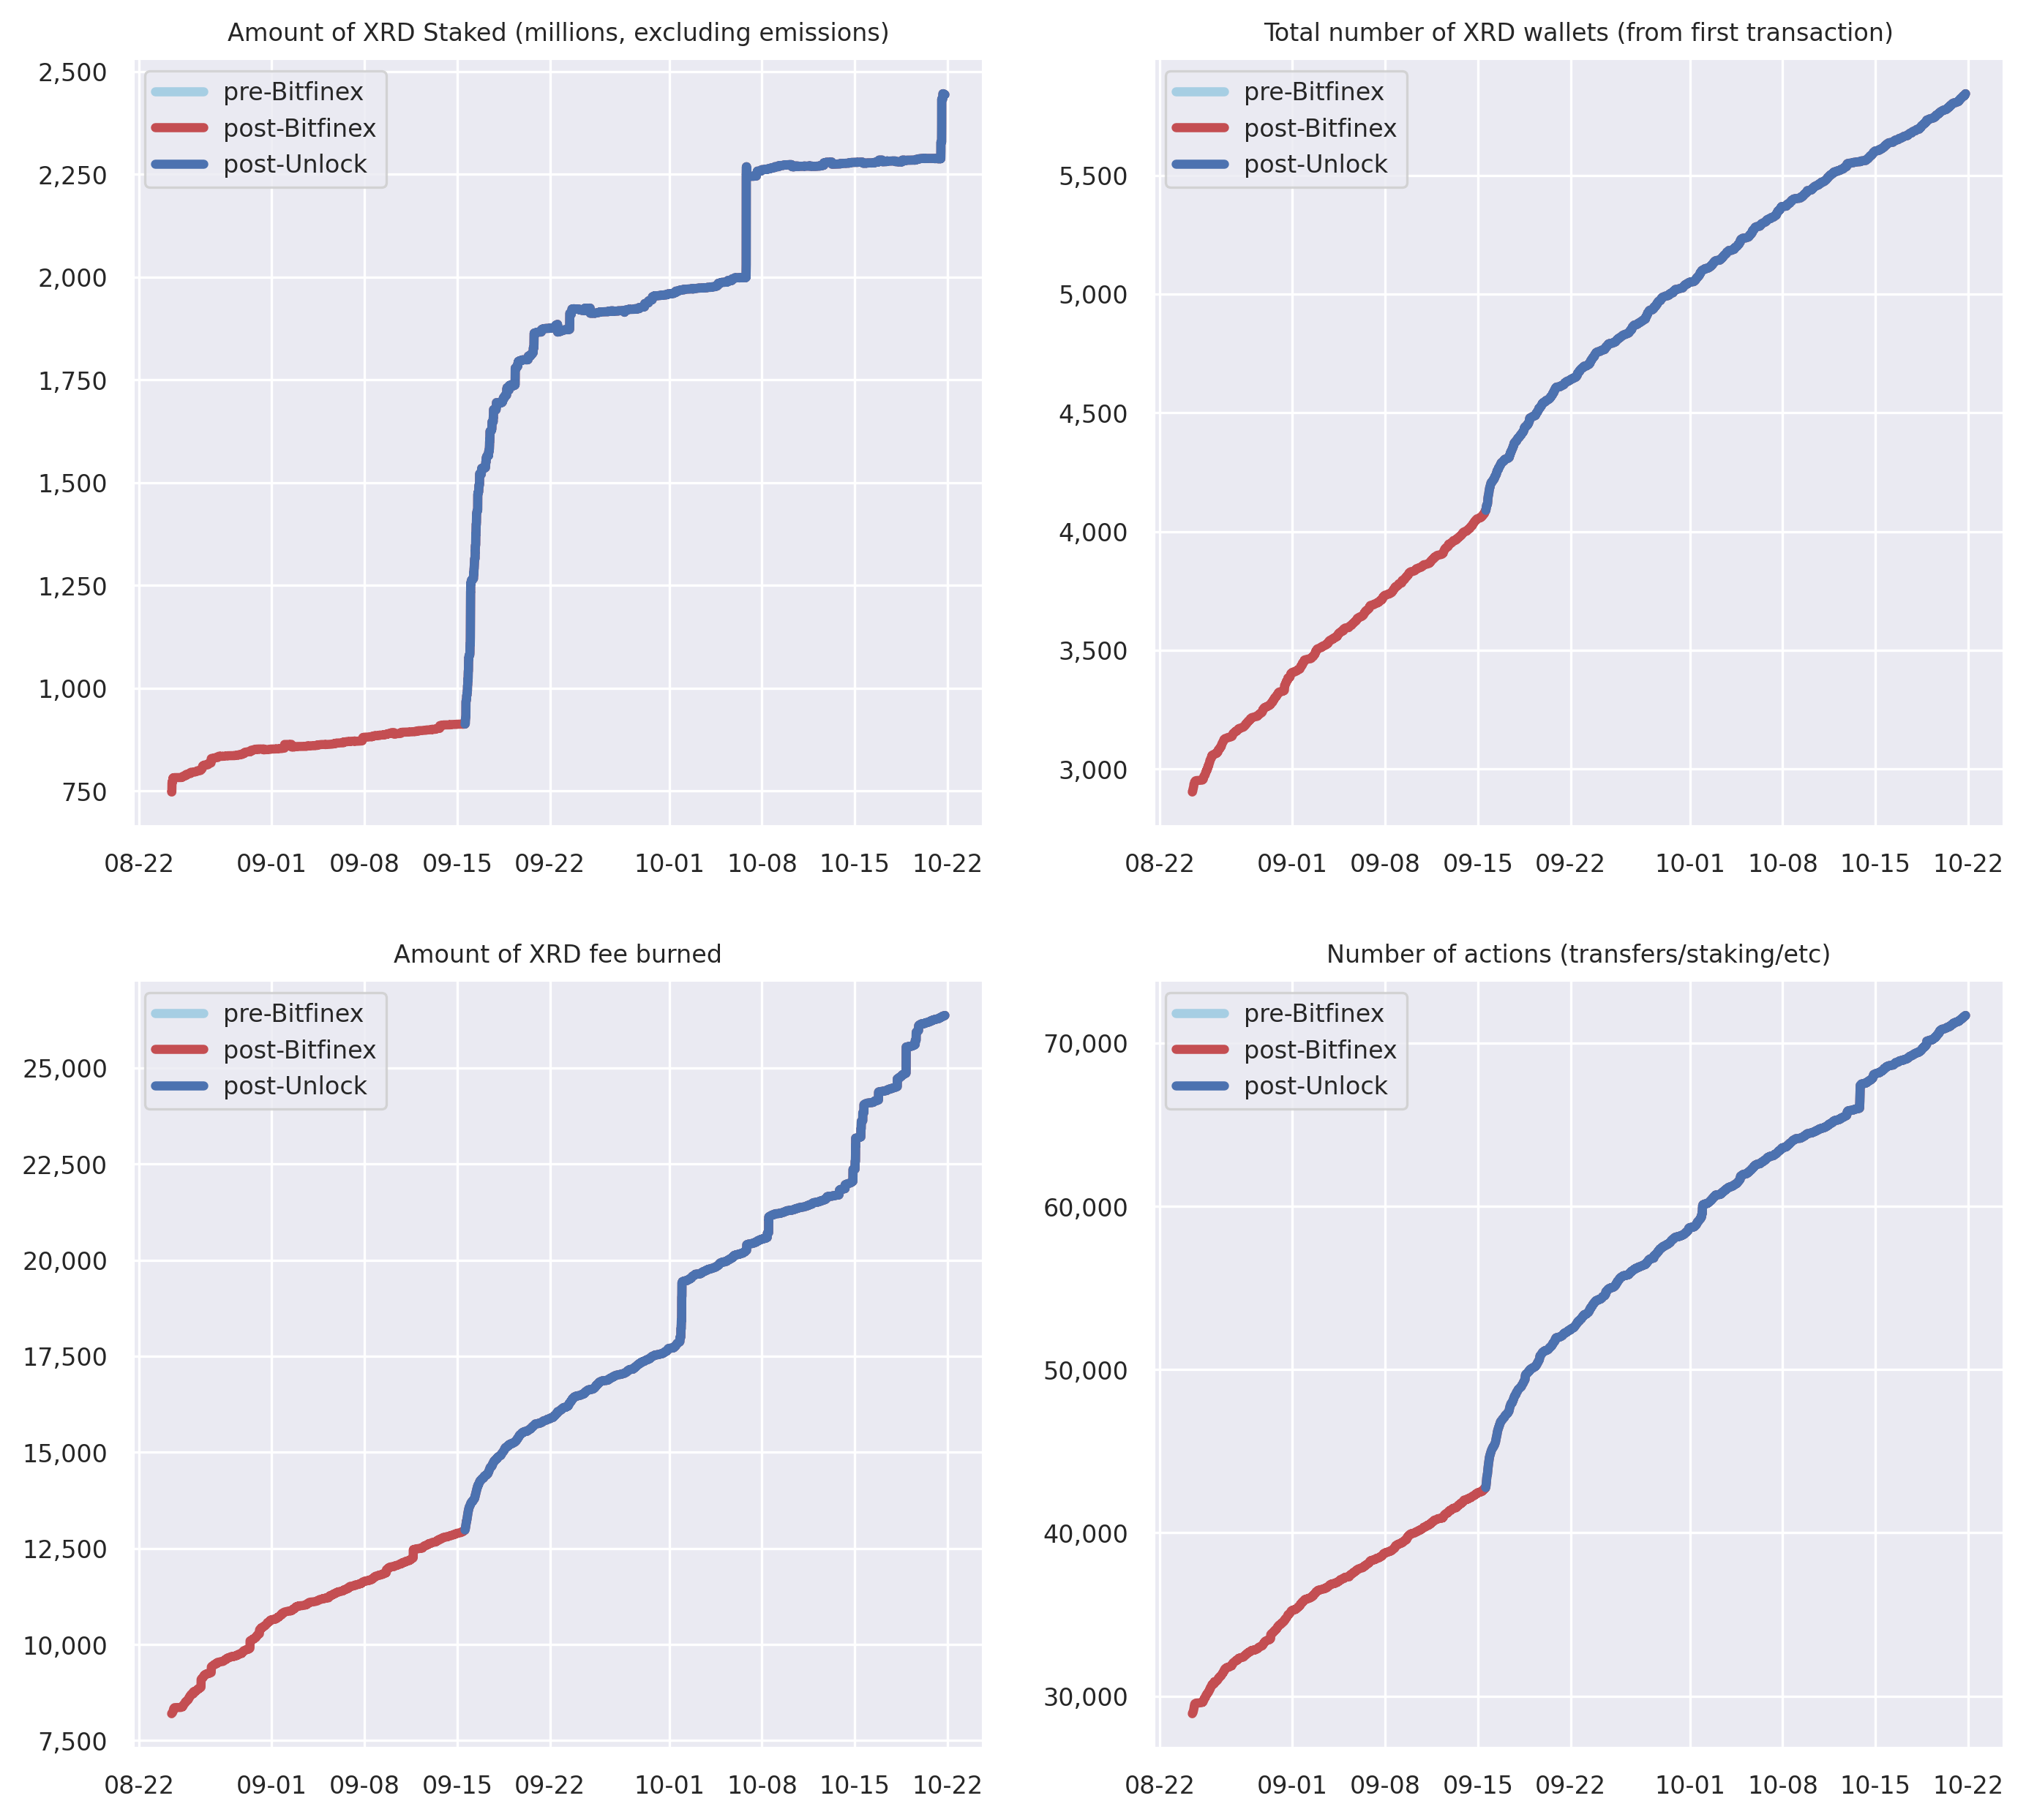 Amount of XRD Staked (millions, excluding emissions)
2,500
2,250
2,000
1,750
1,500
1,250
1,000
750
pre-Bitfinex
post-Bitfinex
post-Unlock
08-22 09-01 09-08 09-15 09-22 10-01 10-08 10-15 10-22
Total number of XRD wallets (from first transaction)
5,500
5,000
4,500
4,000
3,500
3,000
pre-Bitfinex
post-Bitfinex
post-Unlock
08-22 09-01 09-08 09-15 09-22 10-01 10-08 10-15 10-22
Amount of XRD fee burned
25,000
22,500
20,000
17,500
15,000
12,500
10,000
7,500
pre-Bitfinex
post-Bitfinex
post-Unlock
08-22 09-01 09-08 09-15 09-22 10-01 10-08 10-15 10-22
Number of actions (transfers/staking/etc)
70,000
60,000
50,000
40,000
30,000
pre-Bitfinex
post-Bitfinex
post-Unlock
08-22 09-01 09-08 09-15 09-22 10-01 10-08 10-15 10-22